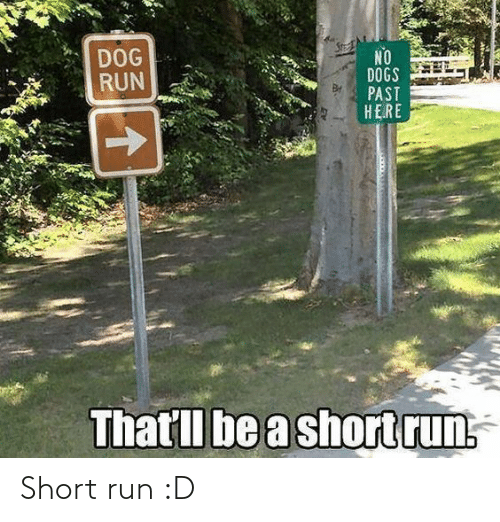 DOG
RUN
NO
DOGS
PAST
HERE
That'll be a short run.
Short run :D